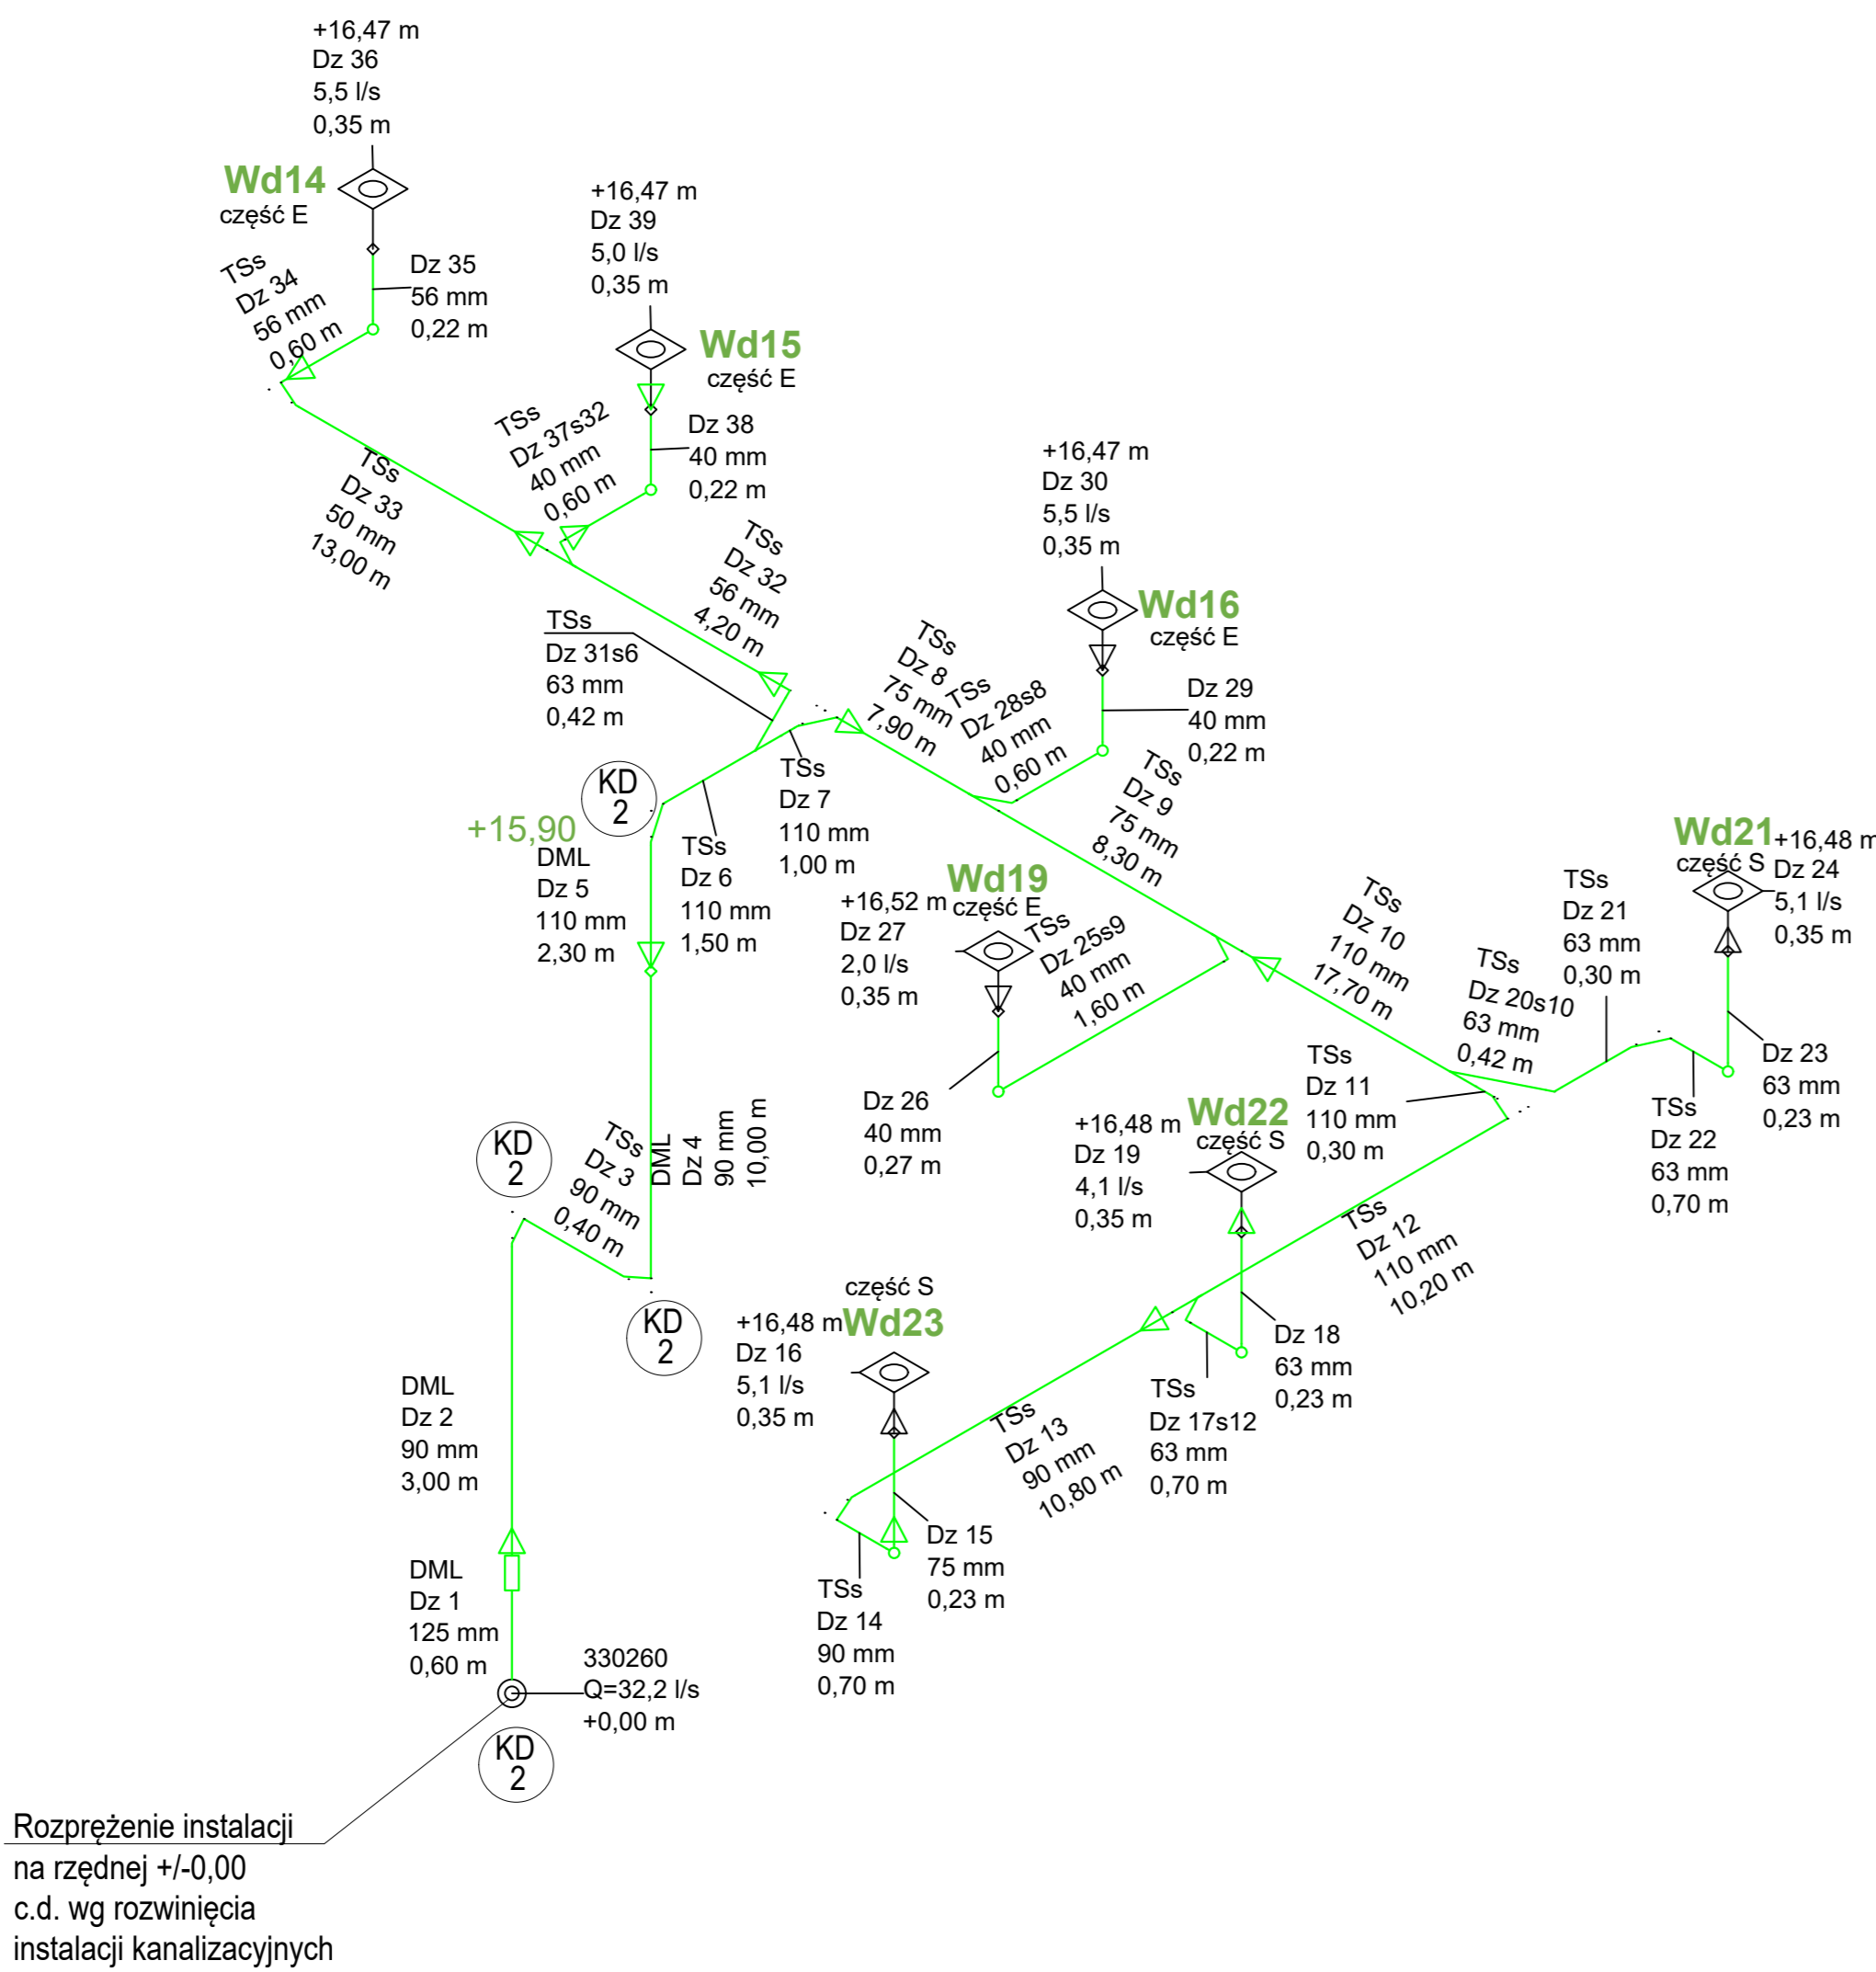 +16,47 m
Dz 36
5,5 l/s
0,35 m
Wd14
część E
TSs
Dz 34
56 mm
0,60 m
Dz 35
56 mm
0,22 m
+16,47 m
Dz 39
5,0 l/s
0,35 m
Wd15
część E
TSs
Dz 37s32
40 mm
0,60 m
Dz 38
40 mm
0,22 m
TSs
Dz 33
50 mm
13,00 m
TSs
Dz 32
56 mm
4,20 m
+16,47 m
Dz 30
5,5 l/s
0,35 m
Wd16
część E
TSs
Dz 31s6
63 mm
0,42 m
TSs
Dz 8
75 mm
7,90 m
TSs
Dz 28s8
40 mm
0,60 m
Dz 29
40 mm
0,22 m
KD
2
+15,90
DML
Dz 5
110 mm
2,30 m
TSs
Dz 6
110 mm
1,50 m
TSs
Dz 7
110 mm
1,00 m
TSs
Dz 9
75 mm
8,30 m
Wd19
część E
+16,52 m
Dz 27
2,0 l/s
0,35 m
TSs
Dz 25s9
40 mm
1,60 m
Dz 26
40 mm
0,27 m
TSs
Dz 10
110 mm
17,70 m
TSs
Dz 20s10
63 mm
0,42 m
TSs
Dz 21
63 mm
0,30 m
Wd21
część S
+16,48 m
Dz 24
5,1 l/s
0,35 m
Dz 23
63 mm
0,23 m
TSs
Dz 22
63 mm
0,70 m
TSs
Dz 11
110 mm
0,30 m
Wd22
część S
+16,48 m
Dz 19
4,1 l/s
0,35 m
TSs
Dz 12
110 mm
10,20 m
Dz 18
63 mm
0,23 m
TSs
Dz 17s12
63 mm
0,70 m
KD
2
TSs
Dz 3
90 mm
0,40 m
DML
Dz 4
90 mm
10,00 m
KD
2
część S
Wd23
+16,48 m
Dz 16
5,1 l/s
0,35 m
TSs
Dz 13
90 mm
10,80 m
Dz 15
75 mm
0,23 m
TSs
Dz 14
90 mm
0,70 m
DML
Dz 2
90 mm
3,00 m
DML
Dz 1
125 mm
0,60 m
330260
Q=32,2 l/s
+0,00 m
KD
2
Rozprężenie instalacji
na rzędnej +/-0,00
c.d. wg rozwinięcia
instalacji kanalizacyjnych